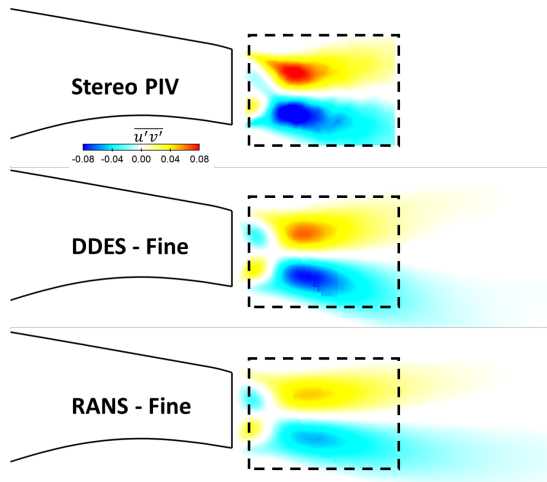 Stereo PIV
u′v′
-0.08 -0.04 0.00 0.04 0.08
DDES - Fine
RANS - Fine